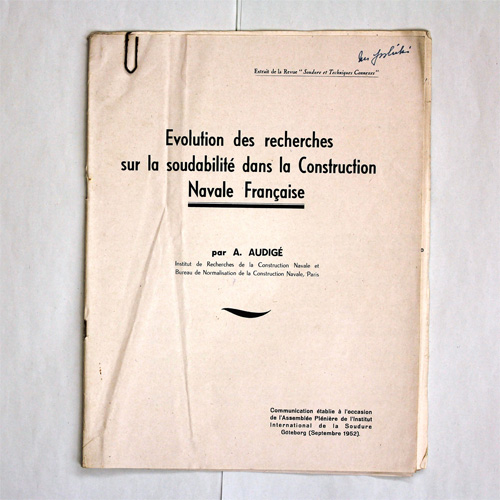 Extrait de la Revue "Soudure et Techniques Connexes"
Evolution des recherches
sur la soudabilité dans la Construction
Navale Française
par A. AUDIGÉ
Institut de Recherches de la Construction Navale et
Bureau de Normalisation de la Construction Navale, Paris
Communication établie à l'occasion
de l'Assemblée Plénière de l'Institut
International de la Soudure
Göteborg (Septembre 1952).